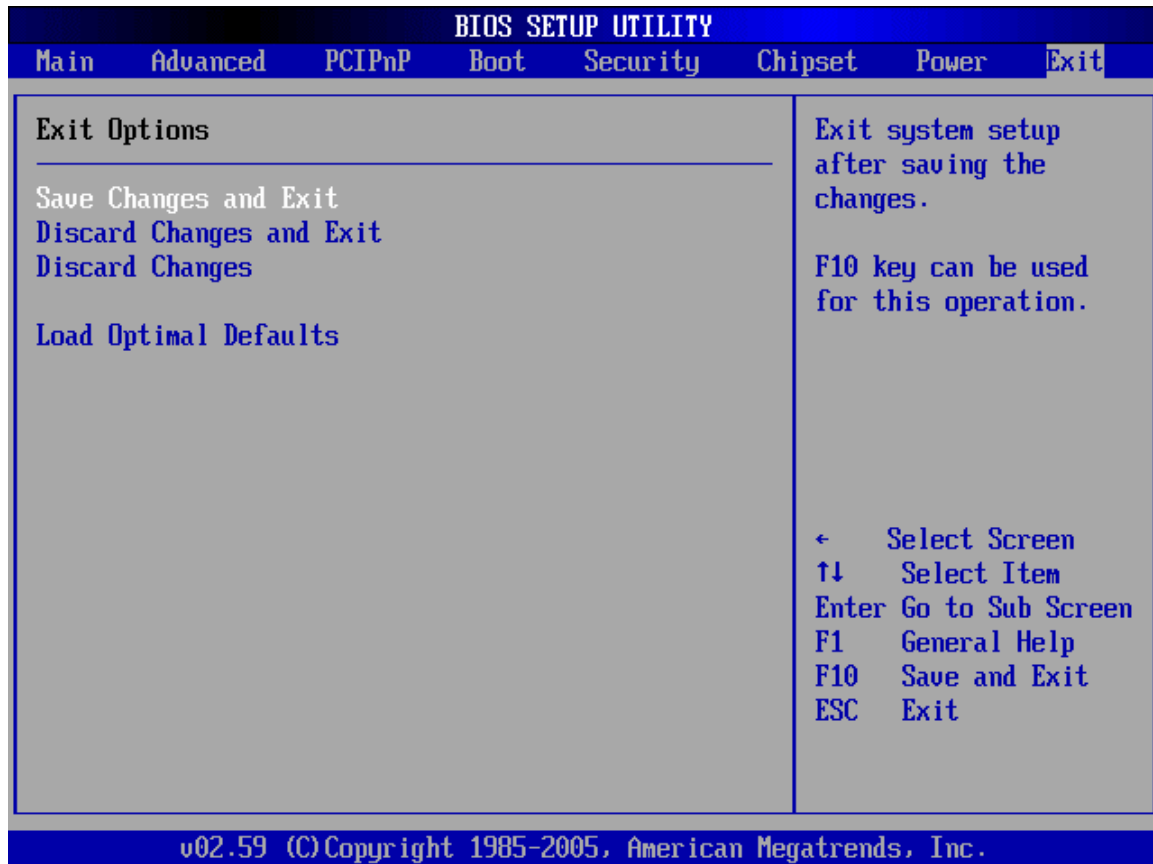 BIOS SETUP UTILITY
Main Advanced PCIPnP Boot Security Chipset Power Exit
Exit Options
Save Changes and Exit
Discard Changes and Exit
Discard Changes
Load Optimal Defaults
Exit system setup
after saving the
changes.
F10 key can be used
for this operation.
← Select Screen
↑↓ Select Item
Enter Go to Sub Screen
F1 General Help
F10 Save and Exit
ESC Exit
v02.59 (C)Copyright 1985-2005, American Megatrends, Inc.